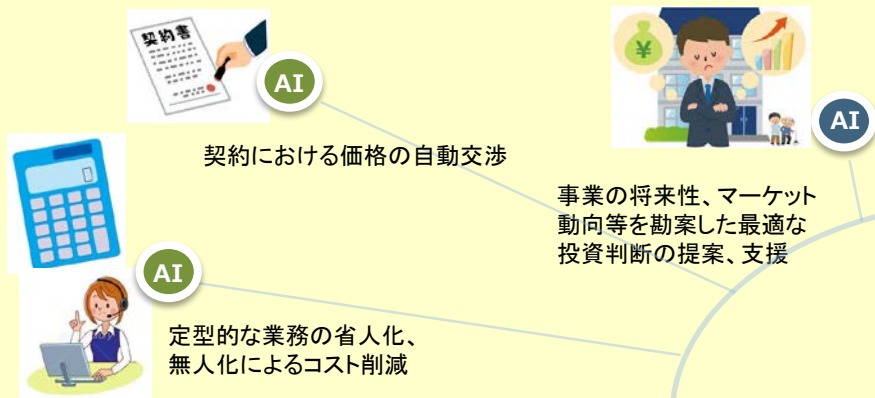 契約書
AI
契約における価格の自動交渉
¥
AI
事業の将来性、マーケット
動向等を勘案した最適な
投資判断の提案、支援
AI
定型的な業務の省人化、
無人化によるコスト削減